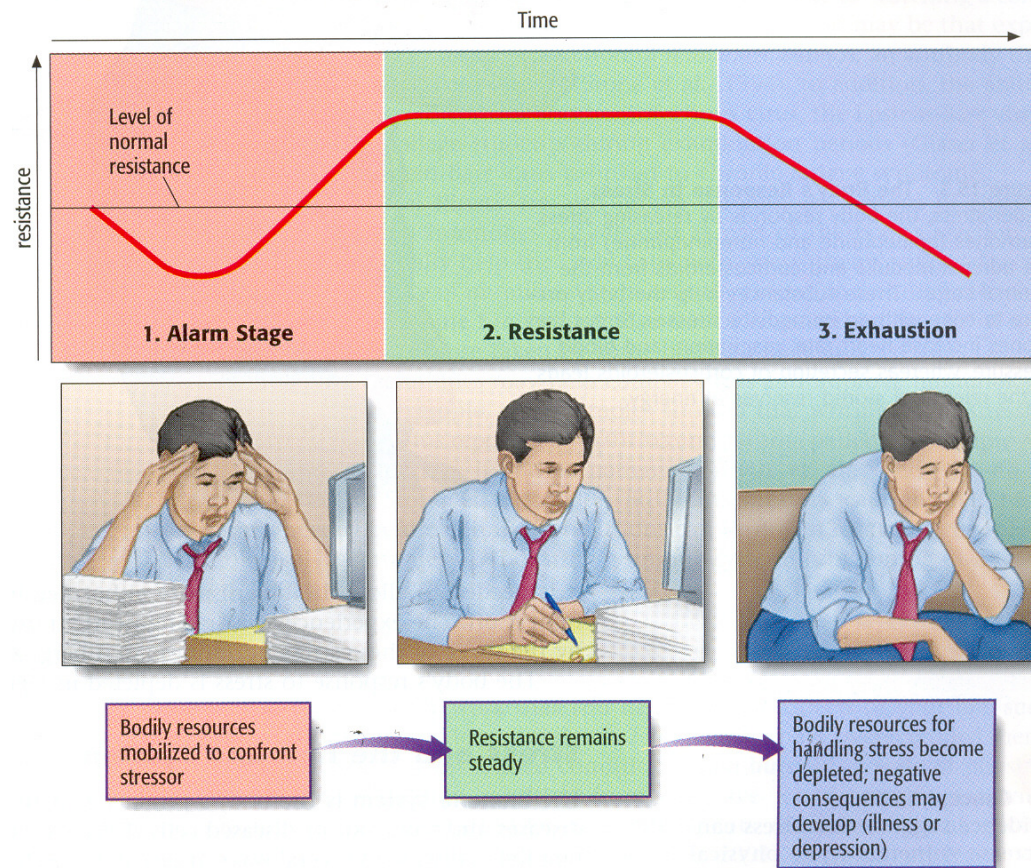 Time
resistance
Level of
normal
resistance
1. Alarm Stage
2. Resistance
3. Exhaustion
Bodily resources
mobilized to confront
stressor
Resistance remains
steady
Bodily resources for
handling stress become
depleted; negative
consequences may
develop (illness or
depression)